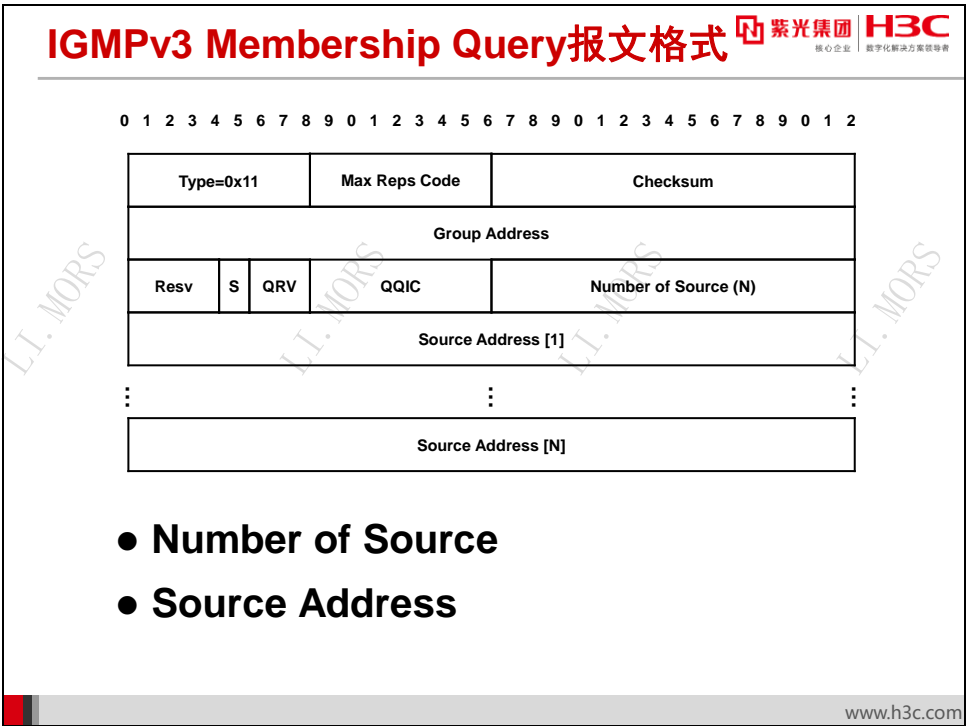 IGMPv3 Membership Query报文格式
紫光集团 H3C
核心企业 数字化解决方案领导者
0 1 2 3 4 5 6 7 8 9 0 1 2 3 4 5 6 7 8 9 0 1 2 3 4 5 6 7 8 9 0 1 2
Type=0x11 Max Reps Code Checksum
Group Address
Resv S QRV QQIC Number of Source (N)
Source Address [1]
⋮ ⋮ ⋮
Source Address [N]
LI.MORS LI.MORS LI.MORS LI.MORS
● Number of Source
● Source Address
www.h3c.com